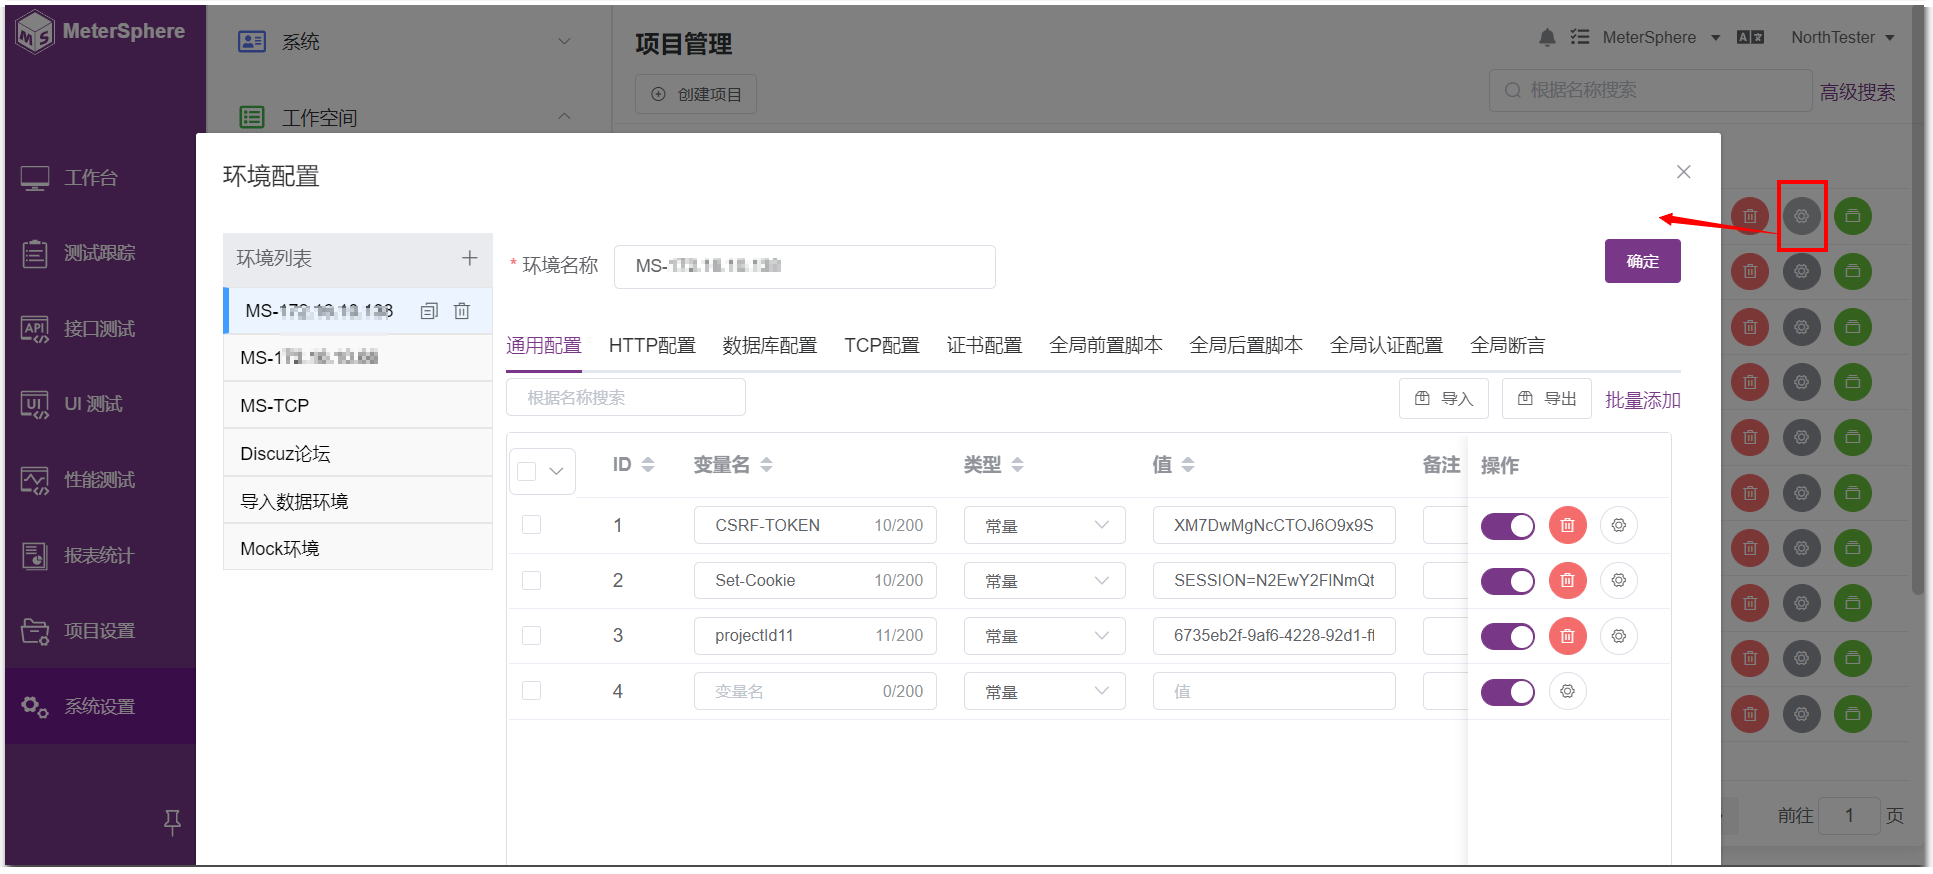 MeterSphere
系统
项目管理
MeterSphere
NorthTester
创建项目
根据名称搜索
高级搜索
工作空间
工作台
测试跟踪
接口测试
UI 测试
性能测试
报表统计
项目设置
系统设置
环境配置
环境列表
MS-
MS-1
MS-TCP
Discuz论坛
导入数据环境
Mock环境
* 环境名称
MS-
确定
通用配置 HTTP配置 数据库配置 TCP配置 证书配置 全局前置脚本 全局后置脚本 全局认证配置 全局断言
根据名称搜索
导入
导出
批量添加
ID 变量名 类型 值 备注 操作
1 CSRF-TOKEN 10/200 常量 XM7DwMgNcCTOJ6O9x9S
2 Set-Cookie 10/200 常量 SESSION=N2EwY2FlNmQt
3 projectId11 11/200 常量 6735eb2f-9af6-4228-92d1-fl
4 变量名 0/200 常量 值
前往 1 页